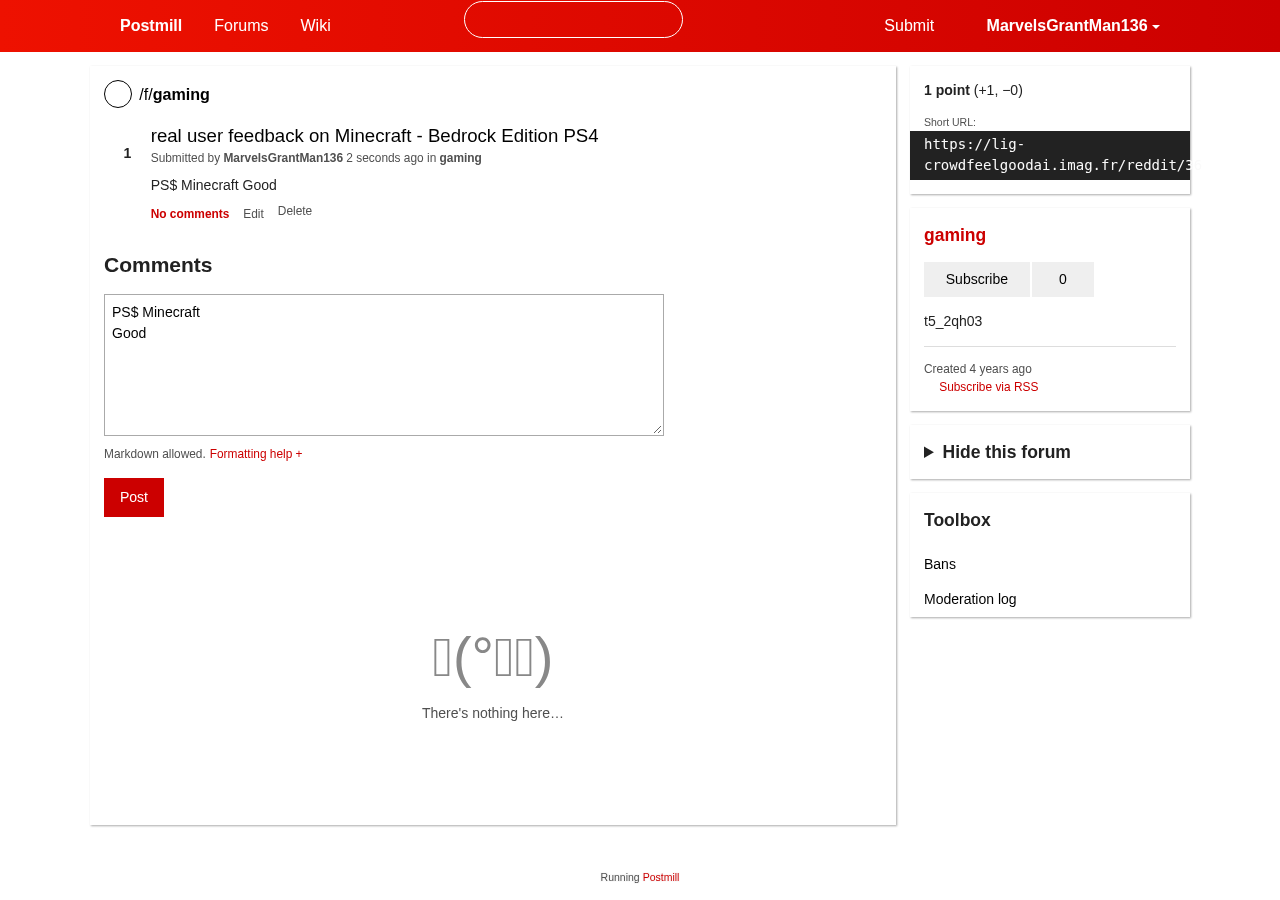 Postmill Forums Wiki Submit MarvelsGrantMan136
/f/gaming
1
real user feedback on Minecraft - Bedrock Edition PS4
Submitted by MarvelsGrantMan136 2 seconds ago in gaming
PS$ Minecraft Good
No comments Edit Delete
Comments
PS$ Minecraft
Good
Markdown allowed. Formatting help +
Post
There's nothing here…
1 point (+1, −0)
Short URL:
https://lig-
crowdfeelgoodai.imag.fr/reddit/3
gaming
Subscribe 0
t5_2qh03
Created 4 years ago
Subscribe via RSS
Hide this forum
Toolbox
Bans
Moderation log
Running Postmill